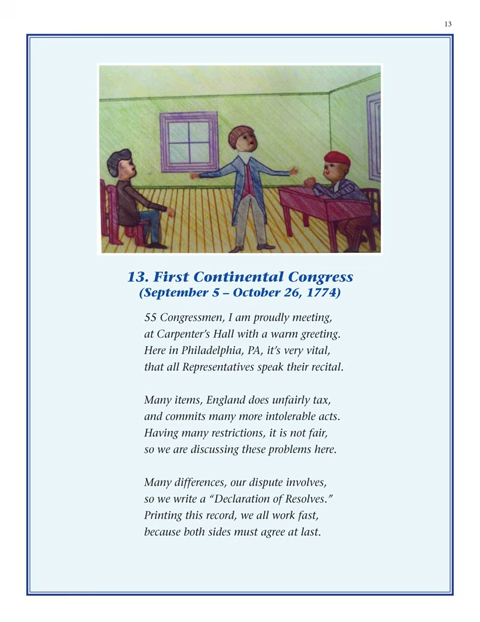 13
13. First Continental Congress
(September 5 – October 26, 1774)
55 Congressmen, I am proudly meeting,
at Carpenter's Hall with a warm greeting.
Here in Philadelphia, PA, it's very vital,
that all Representatives speak their recital.
Many items, England does unfairly tax,
and commits many more intolerable acts.
Having many restrictions, it is not fair,
so we are discussing these problems here.
Many differences, our dispute involves,
so we write a “Declaration of Resolves.”
Printing this record, we all work fast,
because both sides must agree at last.